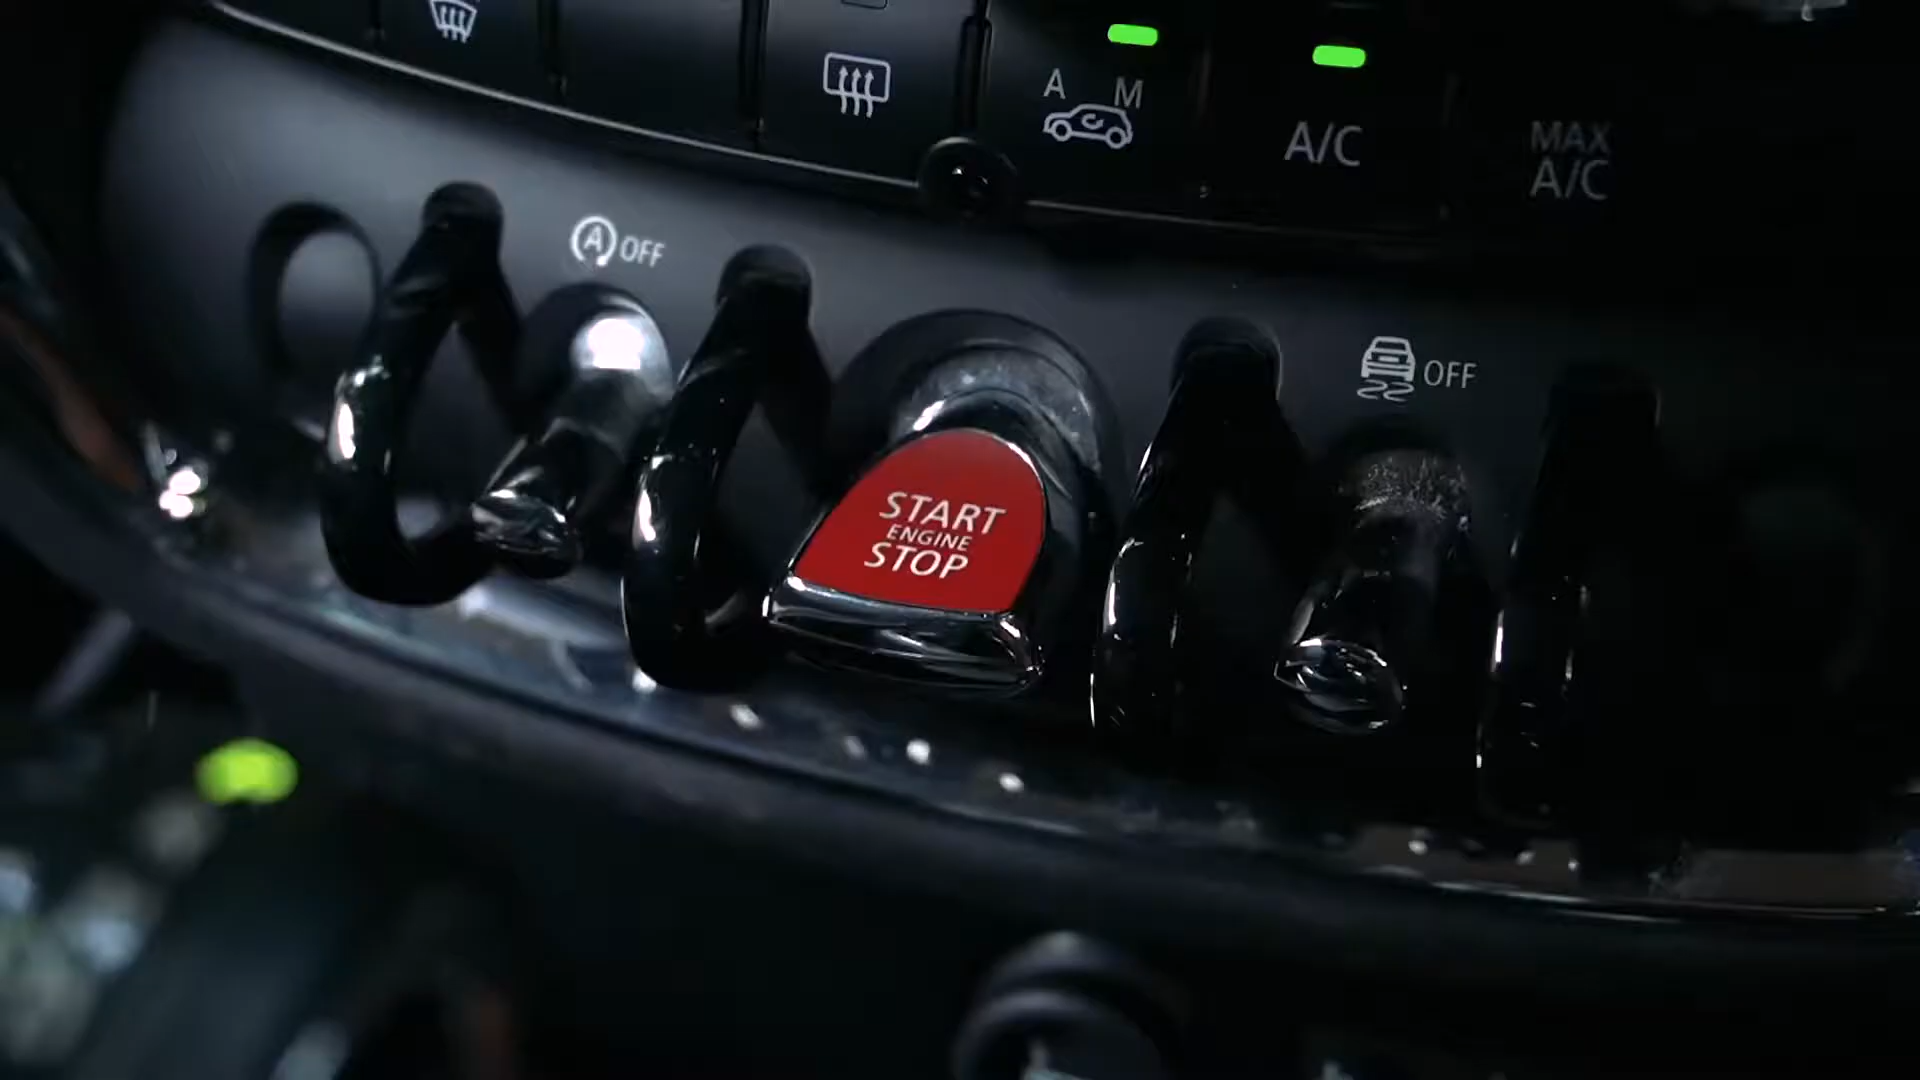 A M
A/C
MAX
A/C
A OFF
OFF
START
ENGINE
STOP